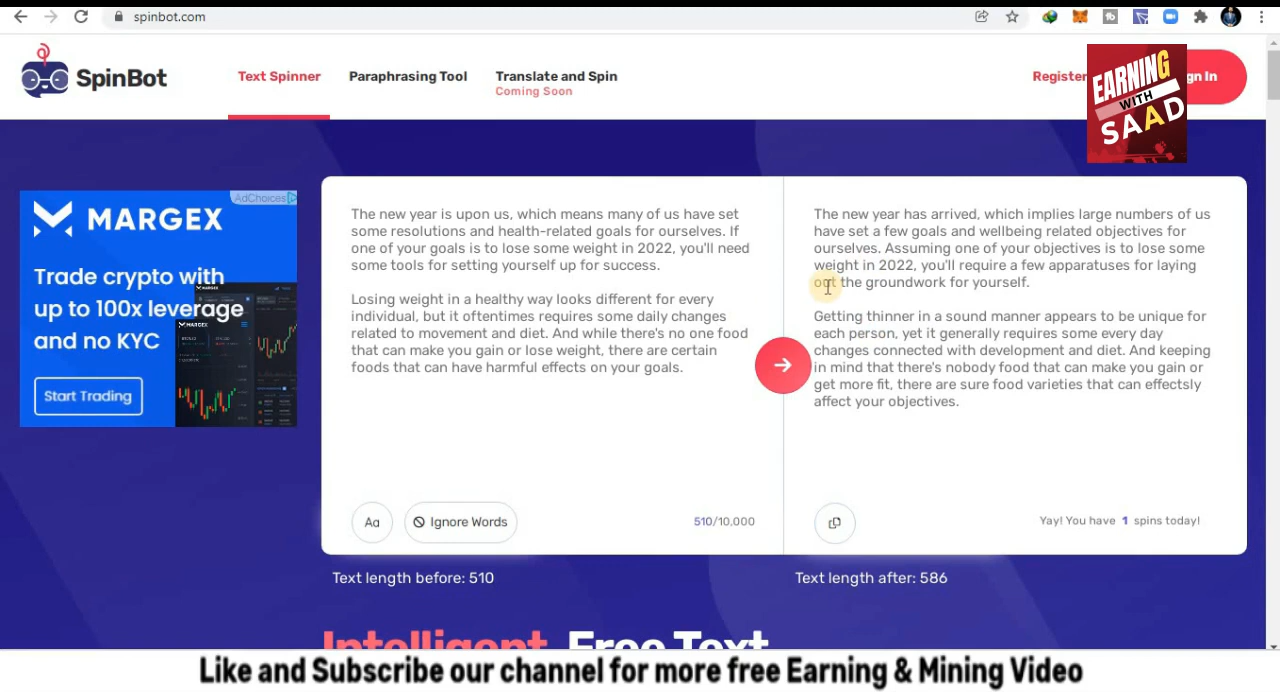 spinbot.com
SpinBot
Text Spinner
Paraphrasing Tool
Translate and Spin
Coming Soon
Register
gn In
EARNING
WITH
SAAD
AdChoices
MARGEX
Trade crypto with
up to 100x leverage
and no KYC
Start Trading
MARGEX
MARGEX
The new year is upon us, which means many of us have set
some resolutions and health-related goals for ourselves. If
one of your goals is to lose some weight in 2022, you'll need
some tools for setting yourself up for success.
Losing weight in a healthy way looks different for every
individual, but it oftentimes requires some daily changes
related to movement and diet. And while there's no one food
that can make you gain or lose weight, there are certain
foods that can have harmful effects on your goals.
Aa
Ignore Words
510/10,000
The new year has arrived, which implies large numbers of us
have set a few goals and wellbeing related objectives for
ourselves. Assuming one of your objectives is to lose some
weight in 2022, you'll require a few apparatuses for laying
out the groundwork for yourself.
Getting thinner in a sound manner appears to be unique for
each person, yet it generally requires some every day
changes connected with development and diet. And keeping
in mind that there's nobody food that can make you gain or
get more fit, there are sure food varieties that can effectsly
affect your objectives.
Yay! You have 1 spins today!
Text length before: 510
Text length after: 586
Intelligent Free Text
Like and Subscribe our channel for more free Earning & Mining Video